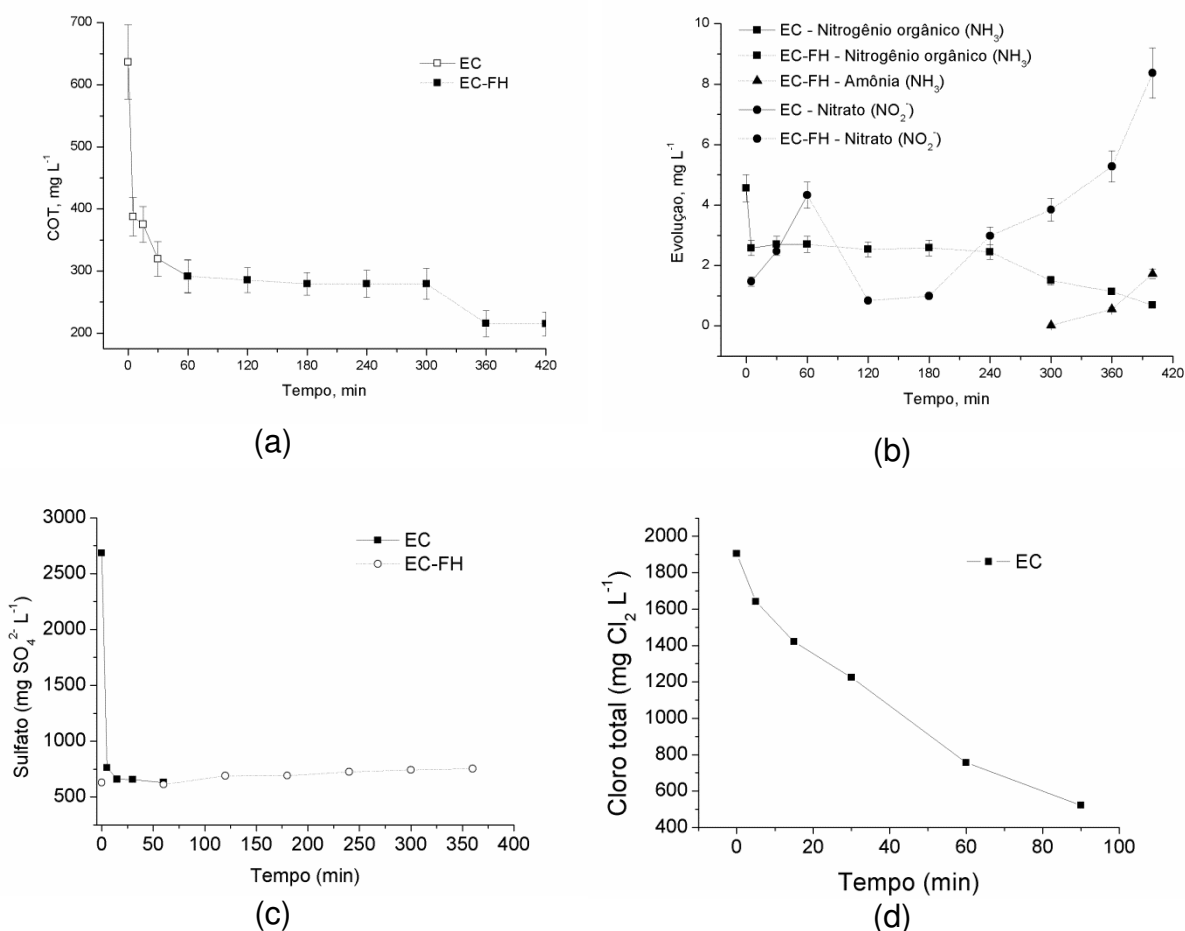 700
600
500
400
300
200
COT, mg L⁻¹
EC
EC-FH
0 60 120 180 240 300 360 420
Tempo, min
(a)
10
8
6
4
2
0
Evoluçao, mg L⁻¹
EC - Nitrogênio orgânico (NH₃)
EC-FH - Nitrogênio orgânico (NH₃)
EC-FH - Amônia (NH₃)
EC - Nitrato (NO₂⁻)
EC-FH - Nitrato (NO₂⁻)
0 60 120 180 240 300 360 420
Tempo, min
(b)
3000
2500
2000
1500
1000
500
Sulfato (mg SO₄²⁻ L⁻¹)
EC
EC-FH
0 50 100 150 200 250 300 350 400
Tempo (min)
(c)
2000
1800
1600
1400
1200
1000
800
600
400
Cloro total (mg Cl₂ L⁻¹)
EC
0 20 40 60 80 100
Tempo (min)
(d)